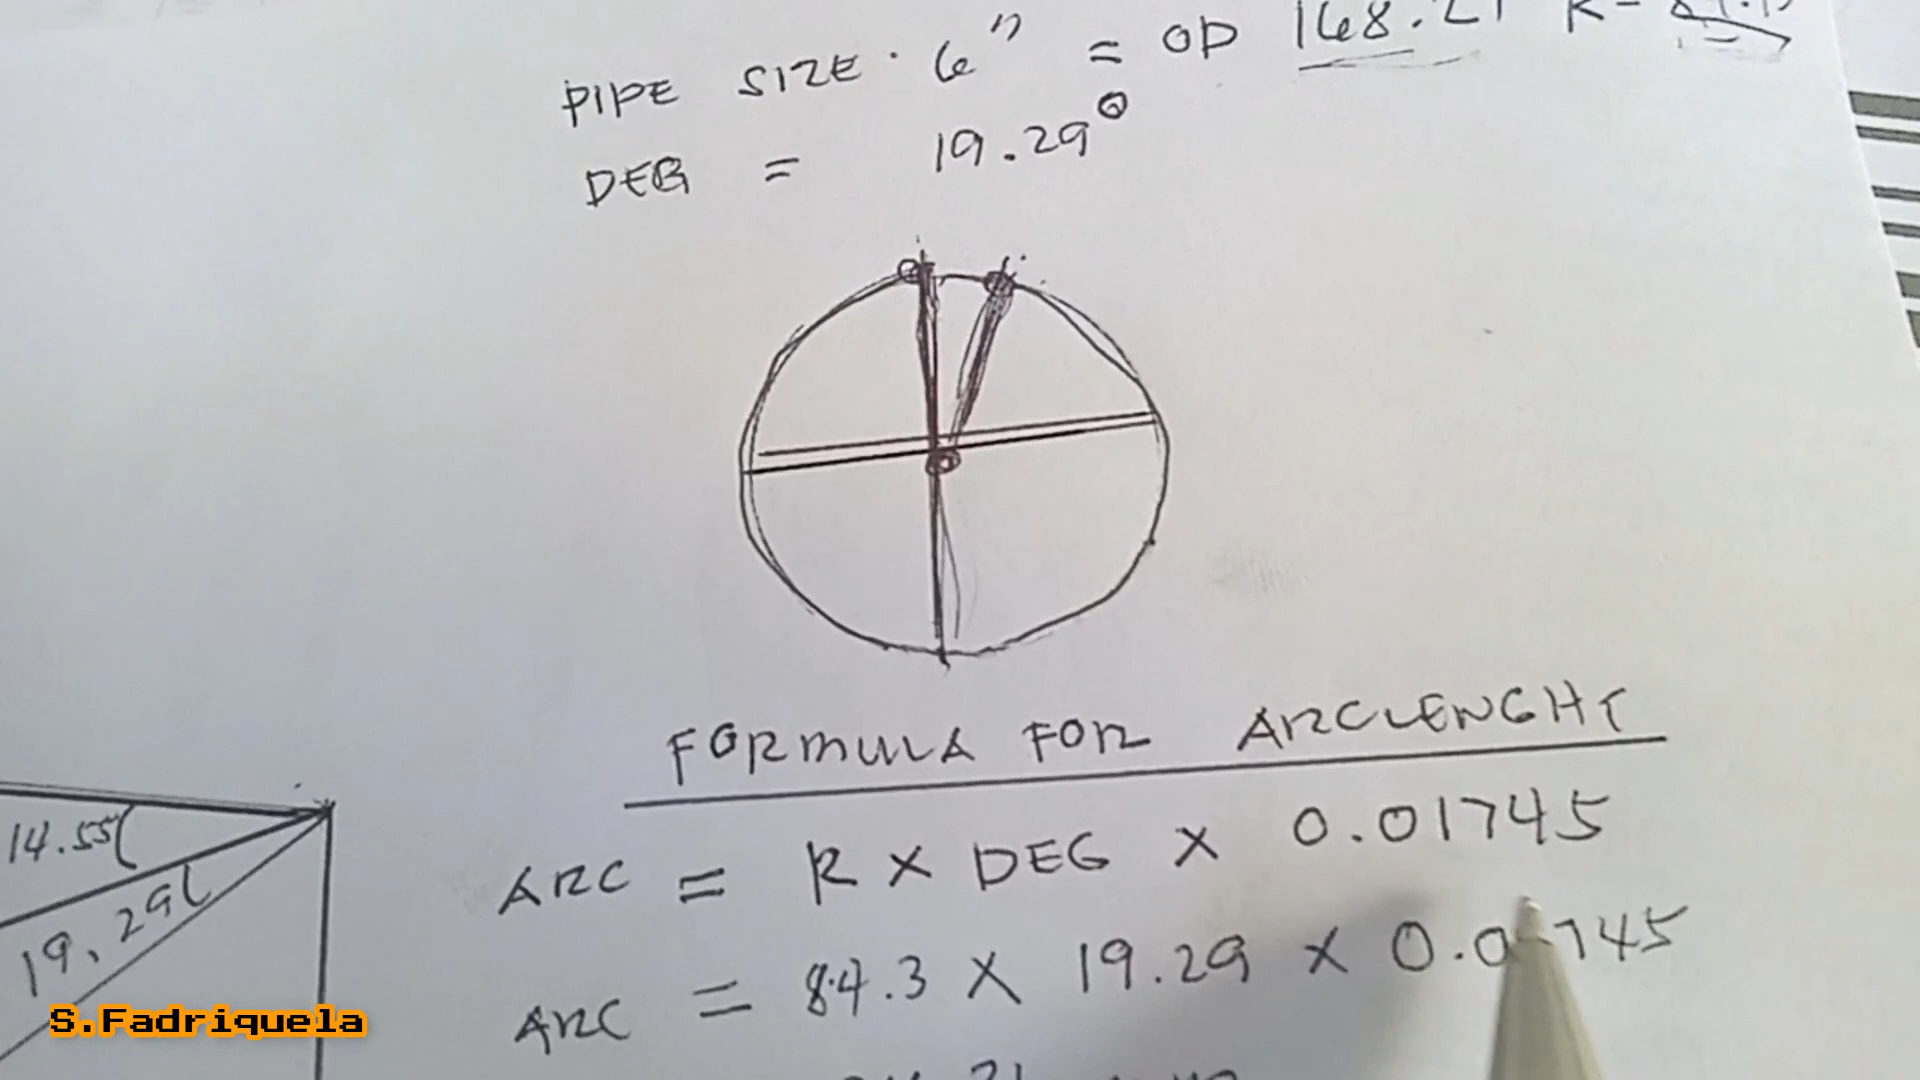 PIPE SIZE. 6" = OD 168.27 R =
DEG = 19.29°
FORMULA FOR ARCLENGHT
ARC = R X DEG X 0.01745
ARC = 84.3 X 19.29 X 0.01745
14.55
19.29
S.Fadriquela